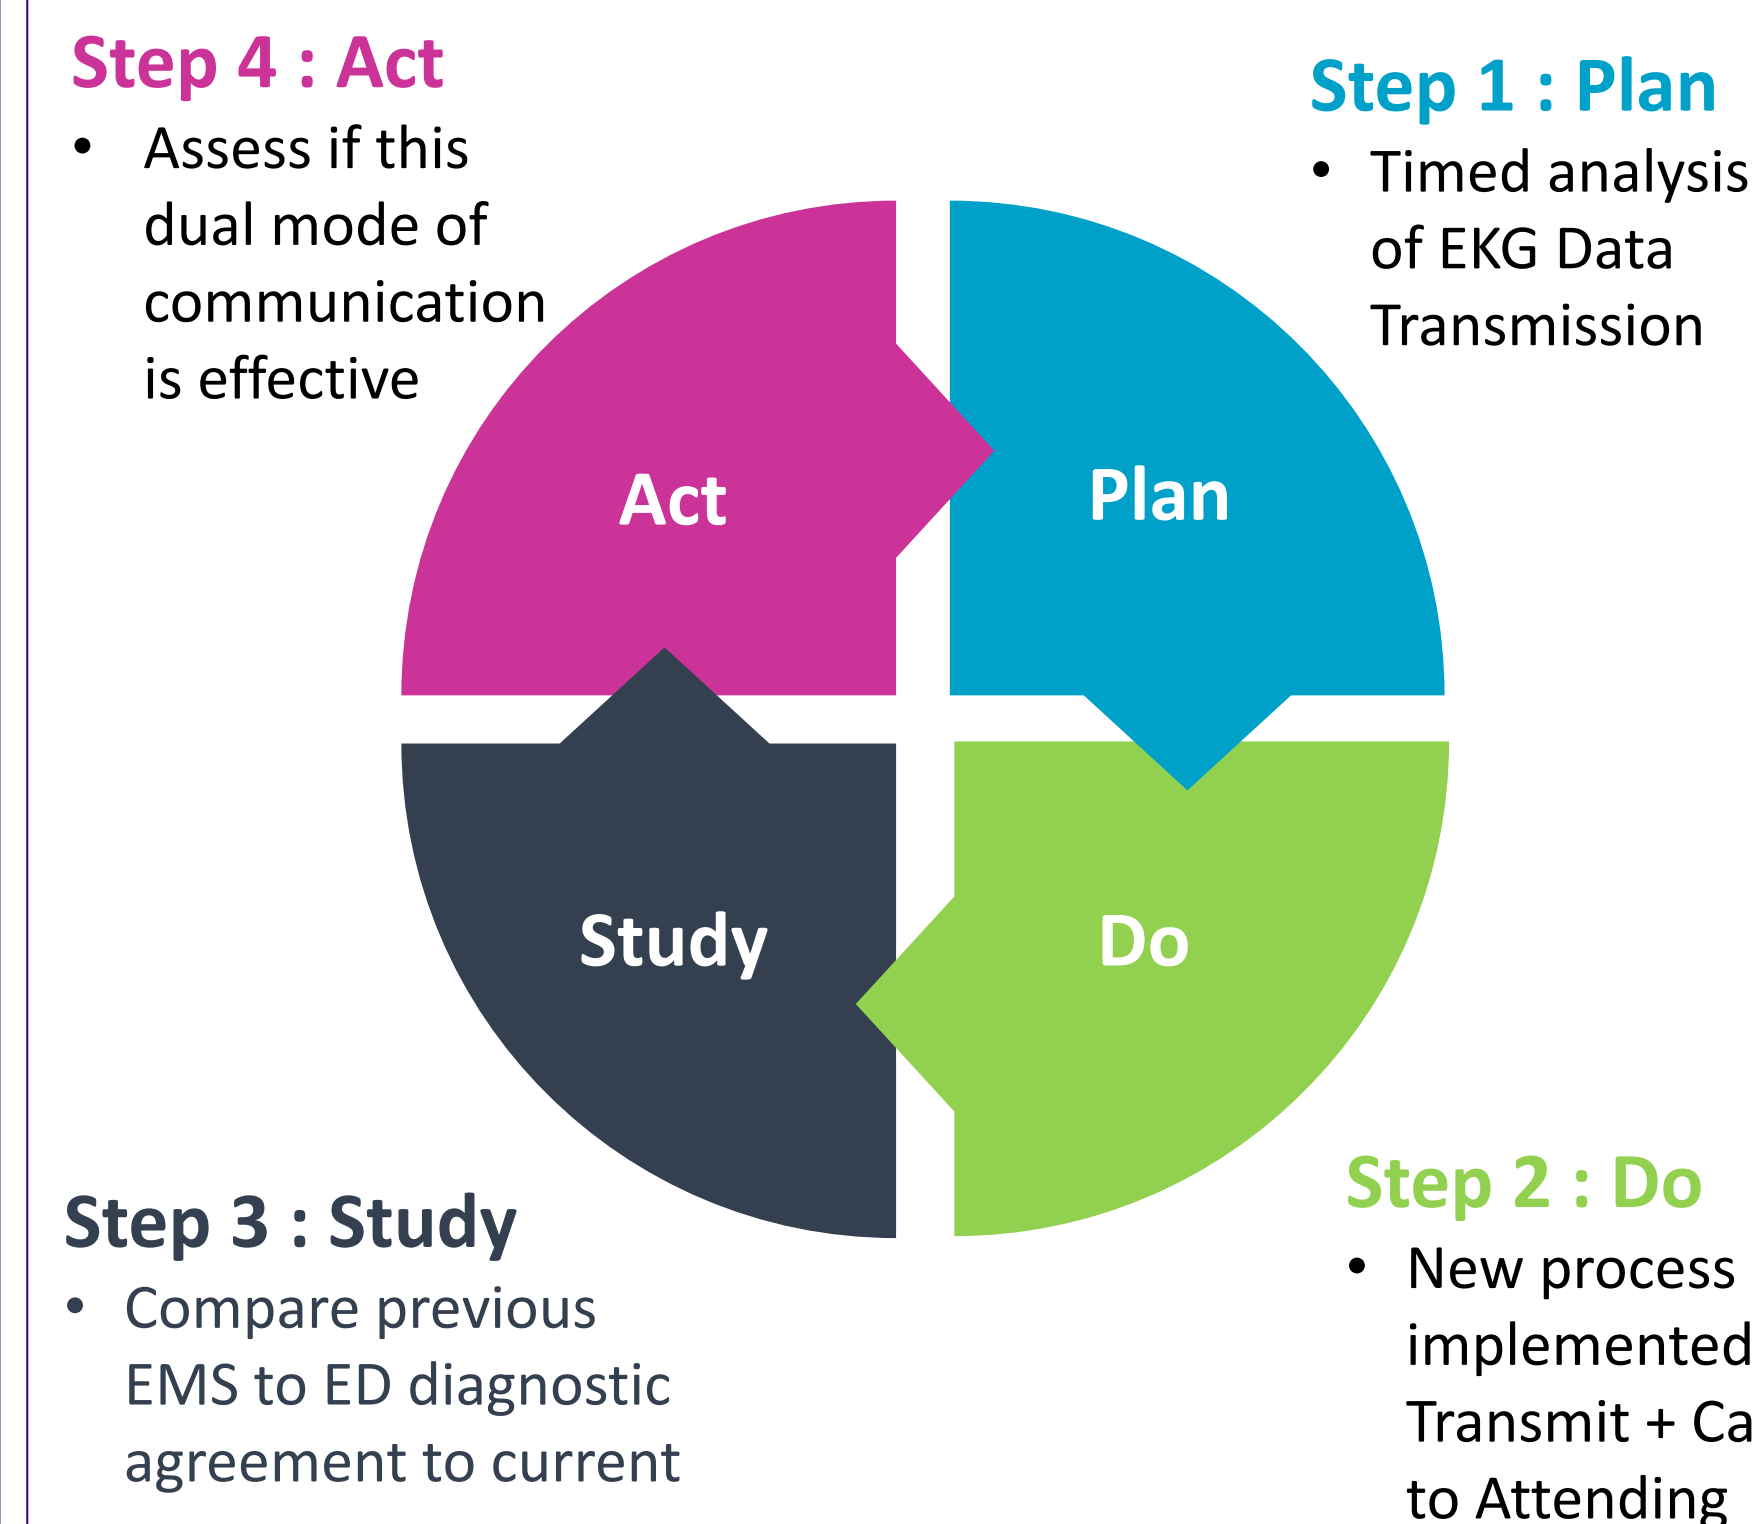 Step 4 : Act
• Assess if this
dual mode of
communication
is effective
Step 1 : Plan
• Timed analysis
of EKG Data
Transmission
Act
Plan
Study
Do
Step 3 : Study
• Compare previous
EMS to ED diagnostic
agreement to current
Step 2 : Do
• New process
implemented
Transmit + Ca
to Attending